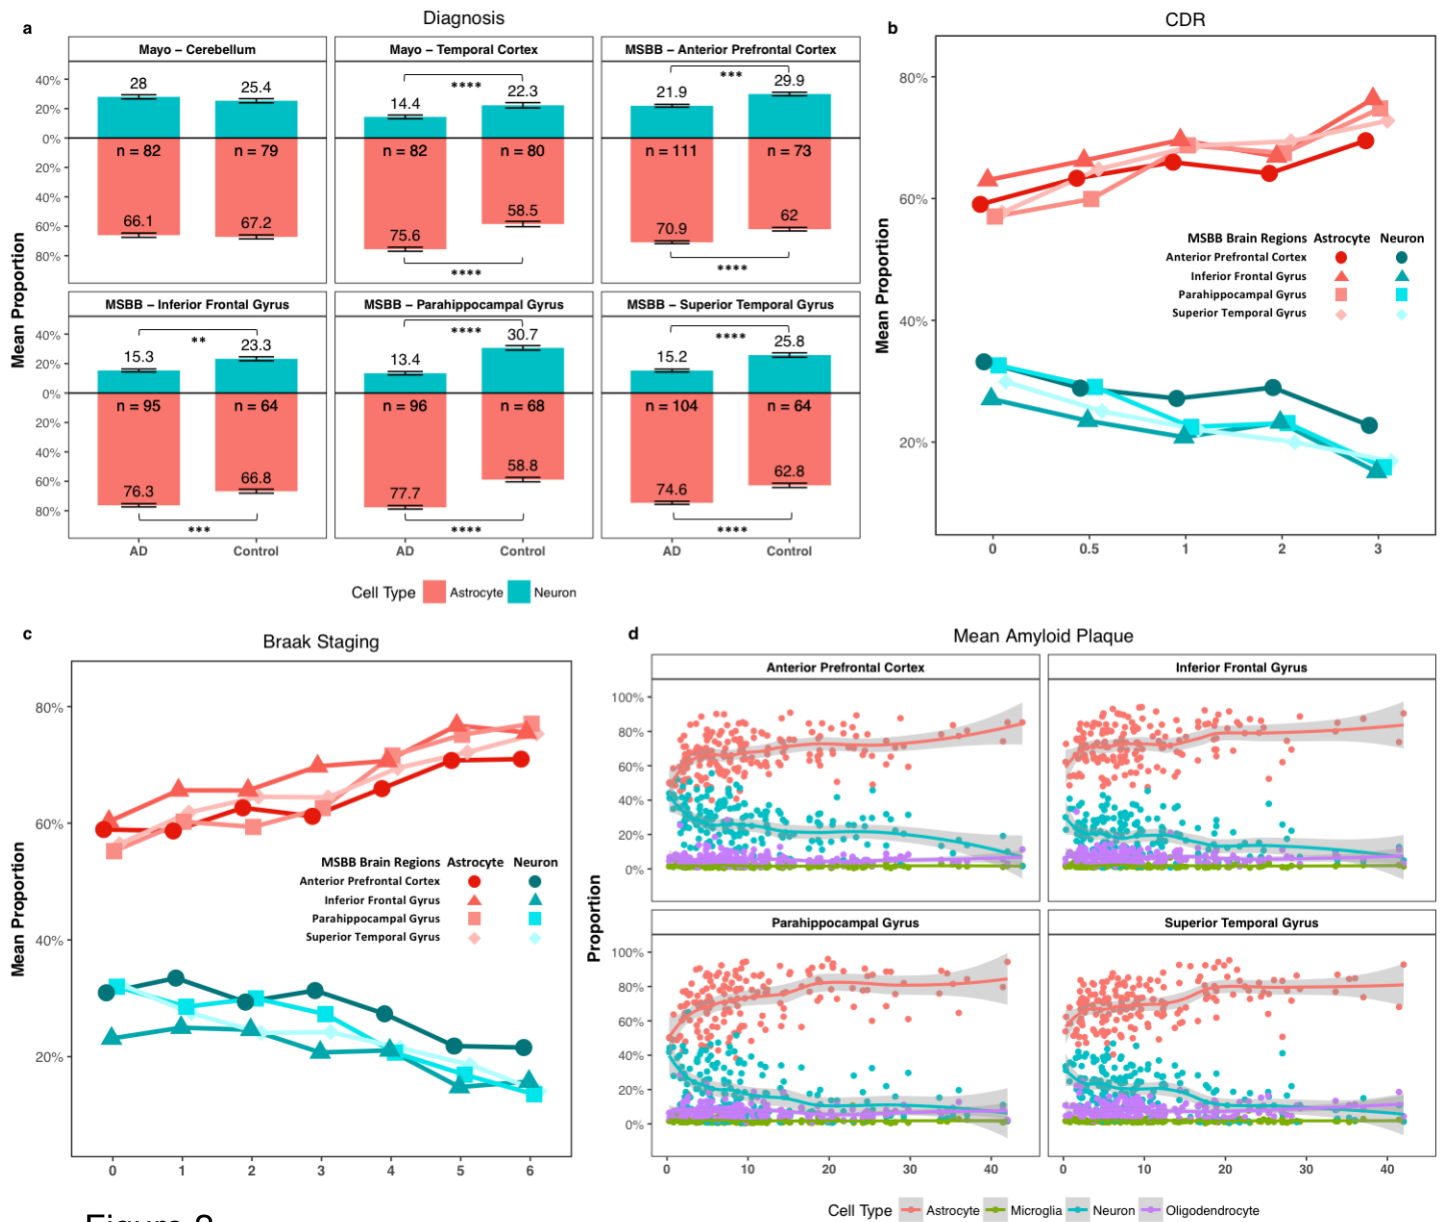 a
Diagnosis
Mayo – Cerebellum
Mayo – Temporal Cortex
MSBB – Anterior Prefrontal Cortex
40%
20%
0%
20%
40%
60%
80%
28
25.4
n = 82
n = 79
66.1
67.2
****
14.4
22.3
n = 82
n = 80
75.6
58.5
****
***
21.9
29.9
n = 111
n = 73
70.9
62
****
Mean Proportion
MSBB – Inferior Frontal Gyrus
MSBB – Parahippocampal Gyrus
MSBB – Superior Temporal Gyrus
40%
20%
0%
20%
40%
60%
80%
**
15.3
23.3
n = 95
n = 64
76.3
66.8
***
****
13.4
30.7
n = 96
n = 68
77.7
58.8
****
****
15.2
25.8
n = 104
n = 64
74.6
62.8
****
AD
Control
AD
Control
AD
Control
Cell Type Astrocyte Neuron
b
CDR
Mean Proportion
80%
60%
40%
20%
MSBB Brain Regions Astrocyte Neuron
Anterior Prefrontal Cortex
Inferior Frontal Gyrus
Parahippocampal Gyrus
Superior Temporal Gyrus
0 0.5 1 2 3
c
Braak Staging
Mean Proportion
80%
60%
40%
20%
MSBB Brain Regions Astrocyte Neuron
Anterior Prefrontal Cortex
Inferior Frontal Gyrus
Parahippocampal Gyrus
Superior Temporal Gyrus
0 1 2 3 4 5 6
d
Mean Amyloid Plaque
Proportion
Anterior Prefrontal Cortex
Inferior Frontal Gyrus
100%
80%
60%
40%
20%
0%
Parahippocampal Gyrus
Superior Temporal Gyrus
100%
80%
60%
40%
20%
0%
0 10 20 30 40
0 10 20 30 40
Cell Type Astrocyte Microglia Neuron Oligodendrocyte